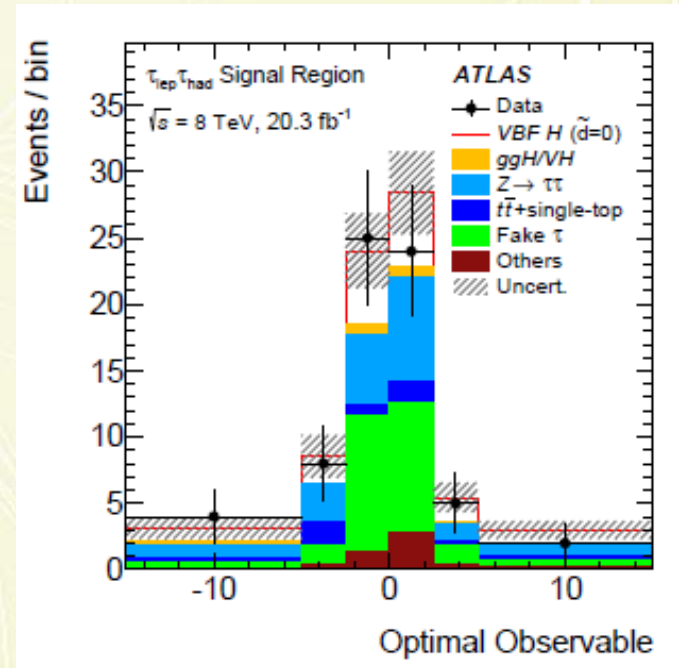 Events / bin
35
30
25
20
15
10
5
0
τlepτhad Signal Region
√s = 8 TeV, 20.3 fb⁻¹
ATLAS
Data
VBF H (d̃=0)
ggH/VH
Z → ττ
tt̄+single-top
Fake τ
Others
Uncert.
-10 0 10
Optimal Observable